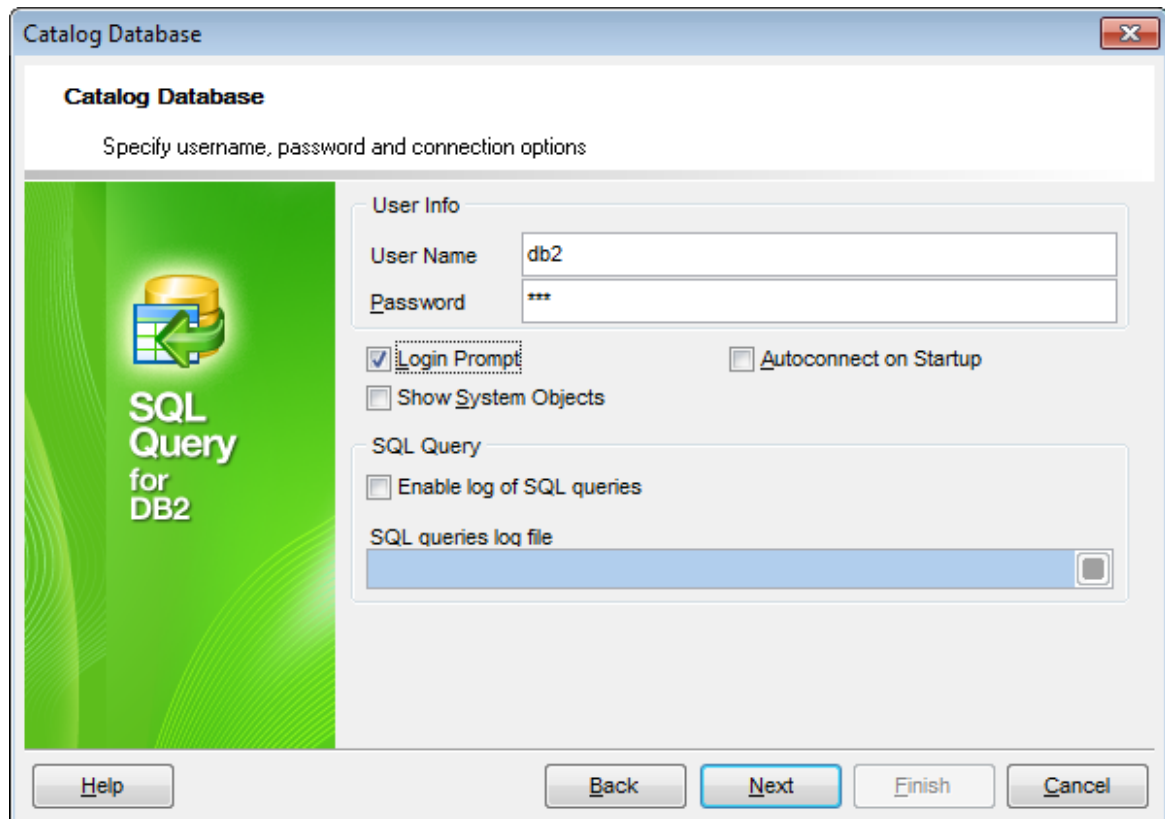 Catalog Database
Catalog Database
Specify username, password and connection options
SQL
Query
for
DB2
User Info
User Name db2
Password ***
Login Prompt Autoconnect on Startup
Show System Objects
SQL Query
Enable log of SQL queries
SQL queries log file
Help Back Next Finish Cancel